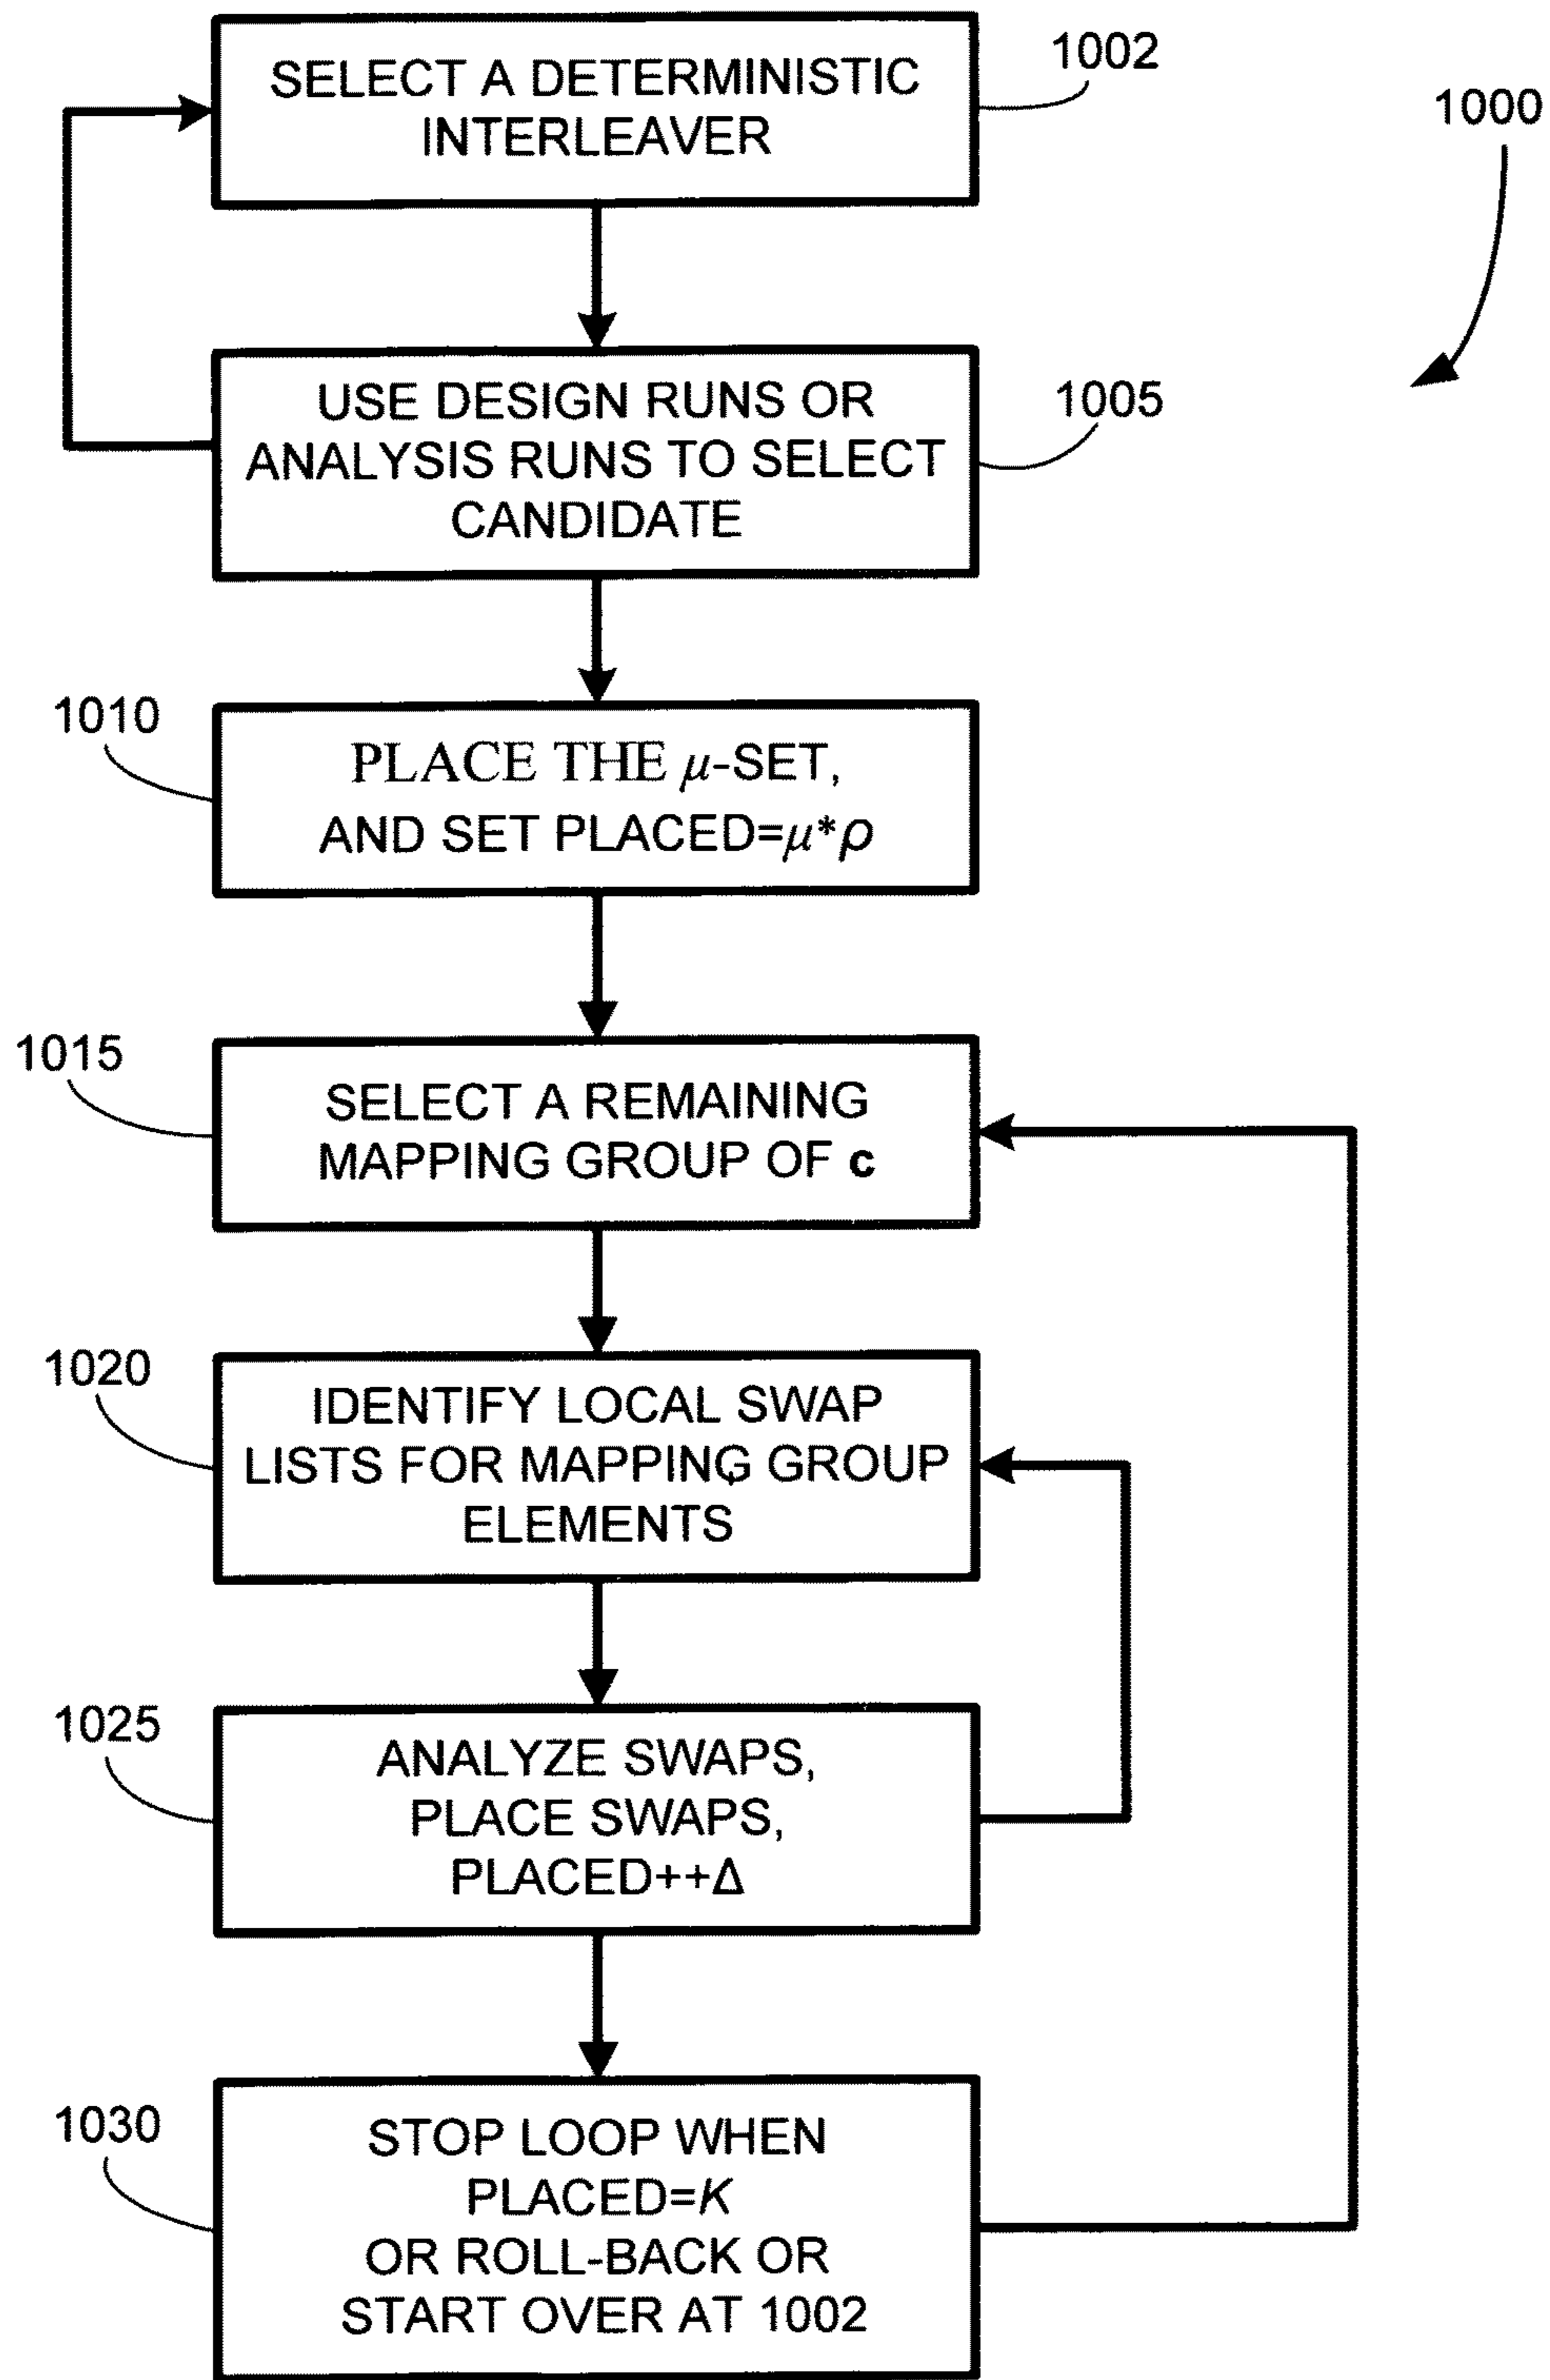 SELECT A DETERMINISTIC
INTERLEAVER
1002
1000
USE DESIGN RUNS OR
ANALYSIS RUNS TO SELECT
CANDIDATE
1005
1010
PLACE THE μ-SET,
AND SET PLACED=μ*ρ
1015
SELECT A REMAINING
MAPPING GROUP OF c
1020
IDENTIFY LOCAL SWAP
LISTS FOR MAPPING GROUP
ELEMENTS
1025
ANALYZE SWAPS,
PLACE SWAPS,
PLACED++Δ
1030
STOP LOOP WHEN
PLACED=K
OR ROLL-BACK OR
START OVER AT 1002